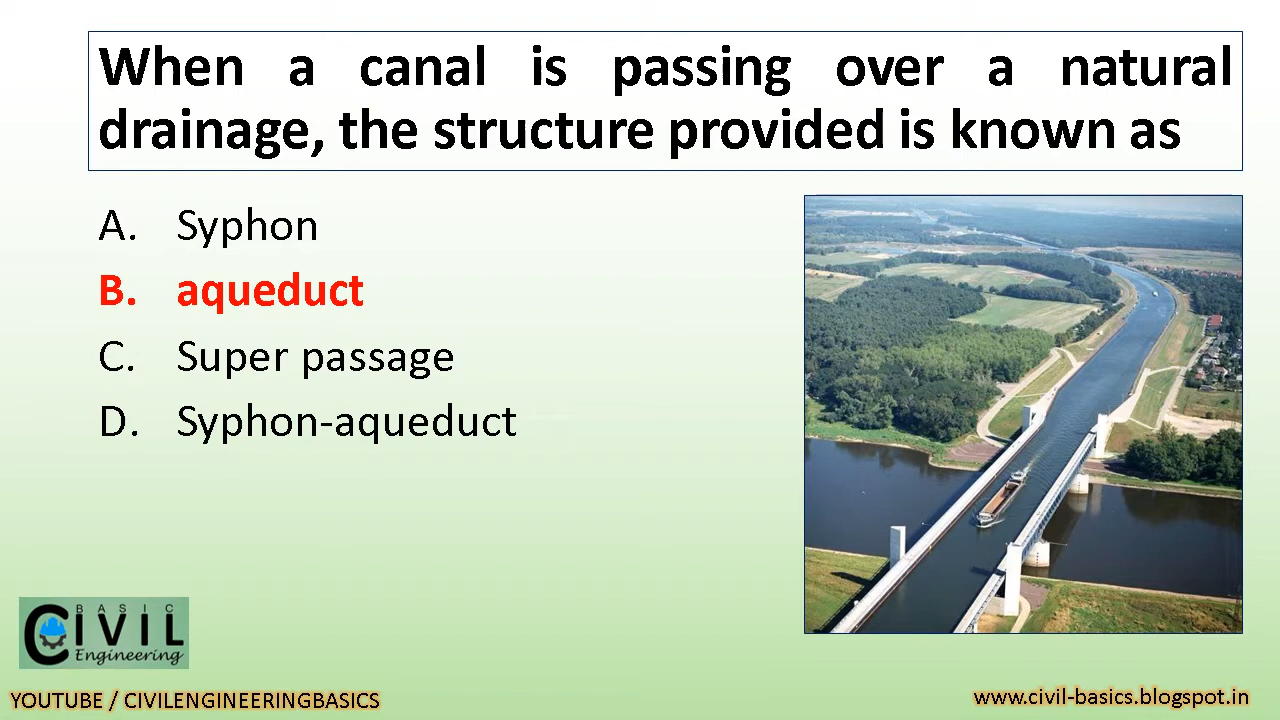 When a canal is passing over a natural
drainage, the structure provided is known as
A. Syphon
B. aqueduct
C. Super passage
D. Syphon-aqueduct
BASIC
CIVIL
Engineering
YOUTUBE / CIVILENGINEERINGBASICS
www.civil-basics.blogspot.in